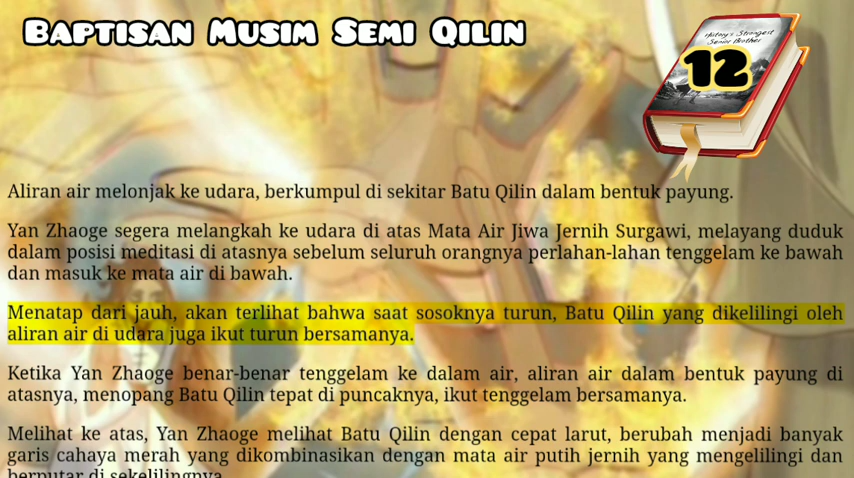 Baptisan Musim Semi Qilin
History's Strongest
Senior Brother
12
Aliran air melonjak ke udara, berkumpul di sekitar Batu Qilin dalam bentuk payung.
Yan Zhaoge segera melangkah ke udara di atas Mata Air Jiwa Jernih Surgawi, melayang duduk
dalam posisi meditasi di atasnya sebelum seluruh orangnya perlahan-lahan tenggelam ke bawah
dan masuk ke mata air di bawah.
Menatap dari jauh, akan terlihat bahwa saat sosoknya turun, Batu Qilin yang dikelilingi oleh
aliran air di udara juga ikut turun bersamanya.
Ketika Yan Zhaoge benar-benar tenggelam ke dalam air, aliran air dalam bentuk payung di
atasnya, menopang Batu Qilin tepat di puncaknya, ikut tenggelam bersamanya.
Melihat ke atas, Yan Zhaoge melihat Batu Qilin dengan cepat larut, berubah menjadi banyak
garis cahaya merah yang dikombinasikan dengan mata air putih jernih yang mengelilingi dan
berputar di sekelilingnya.